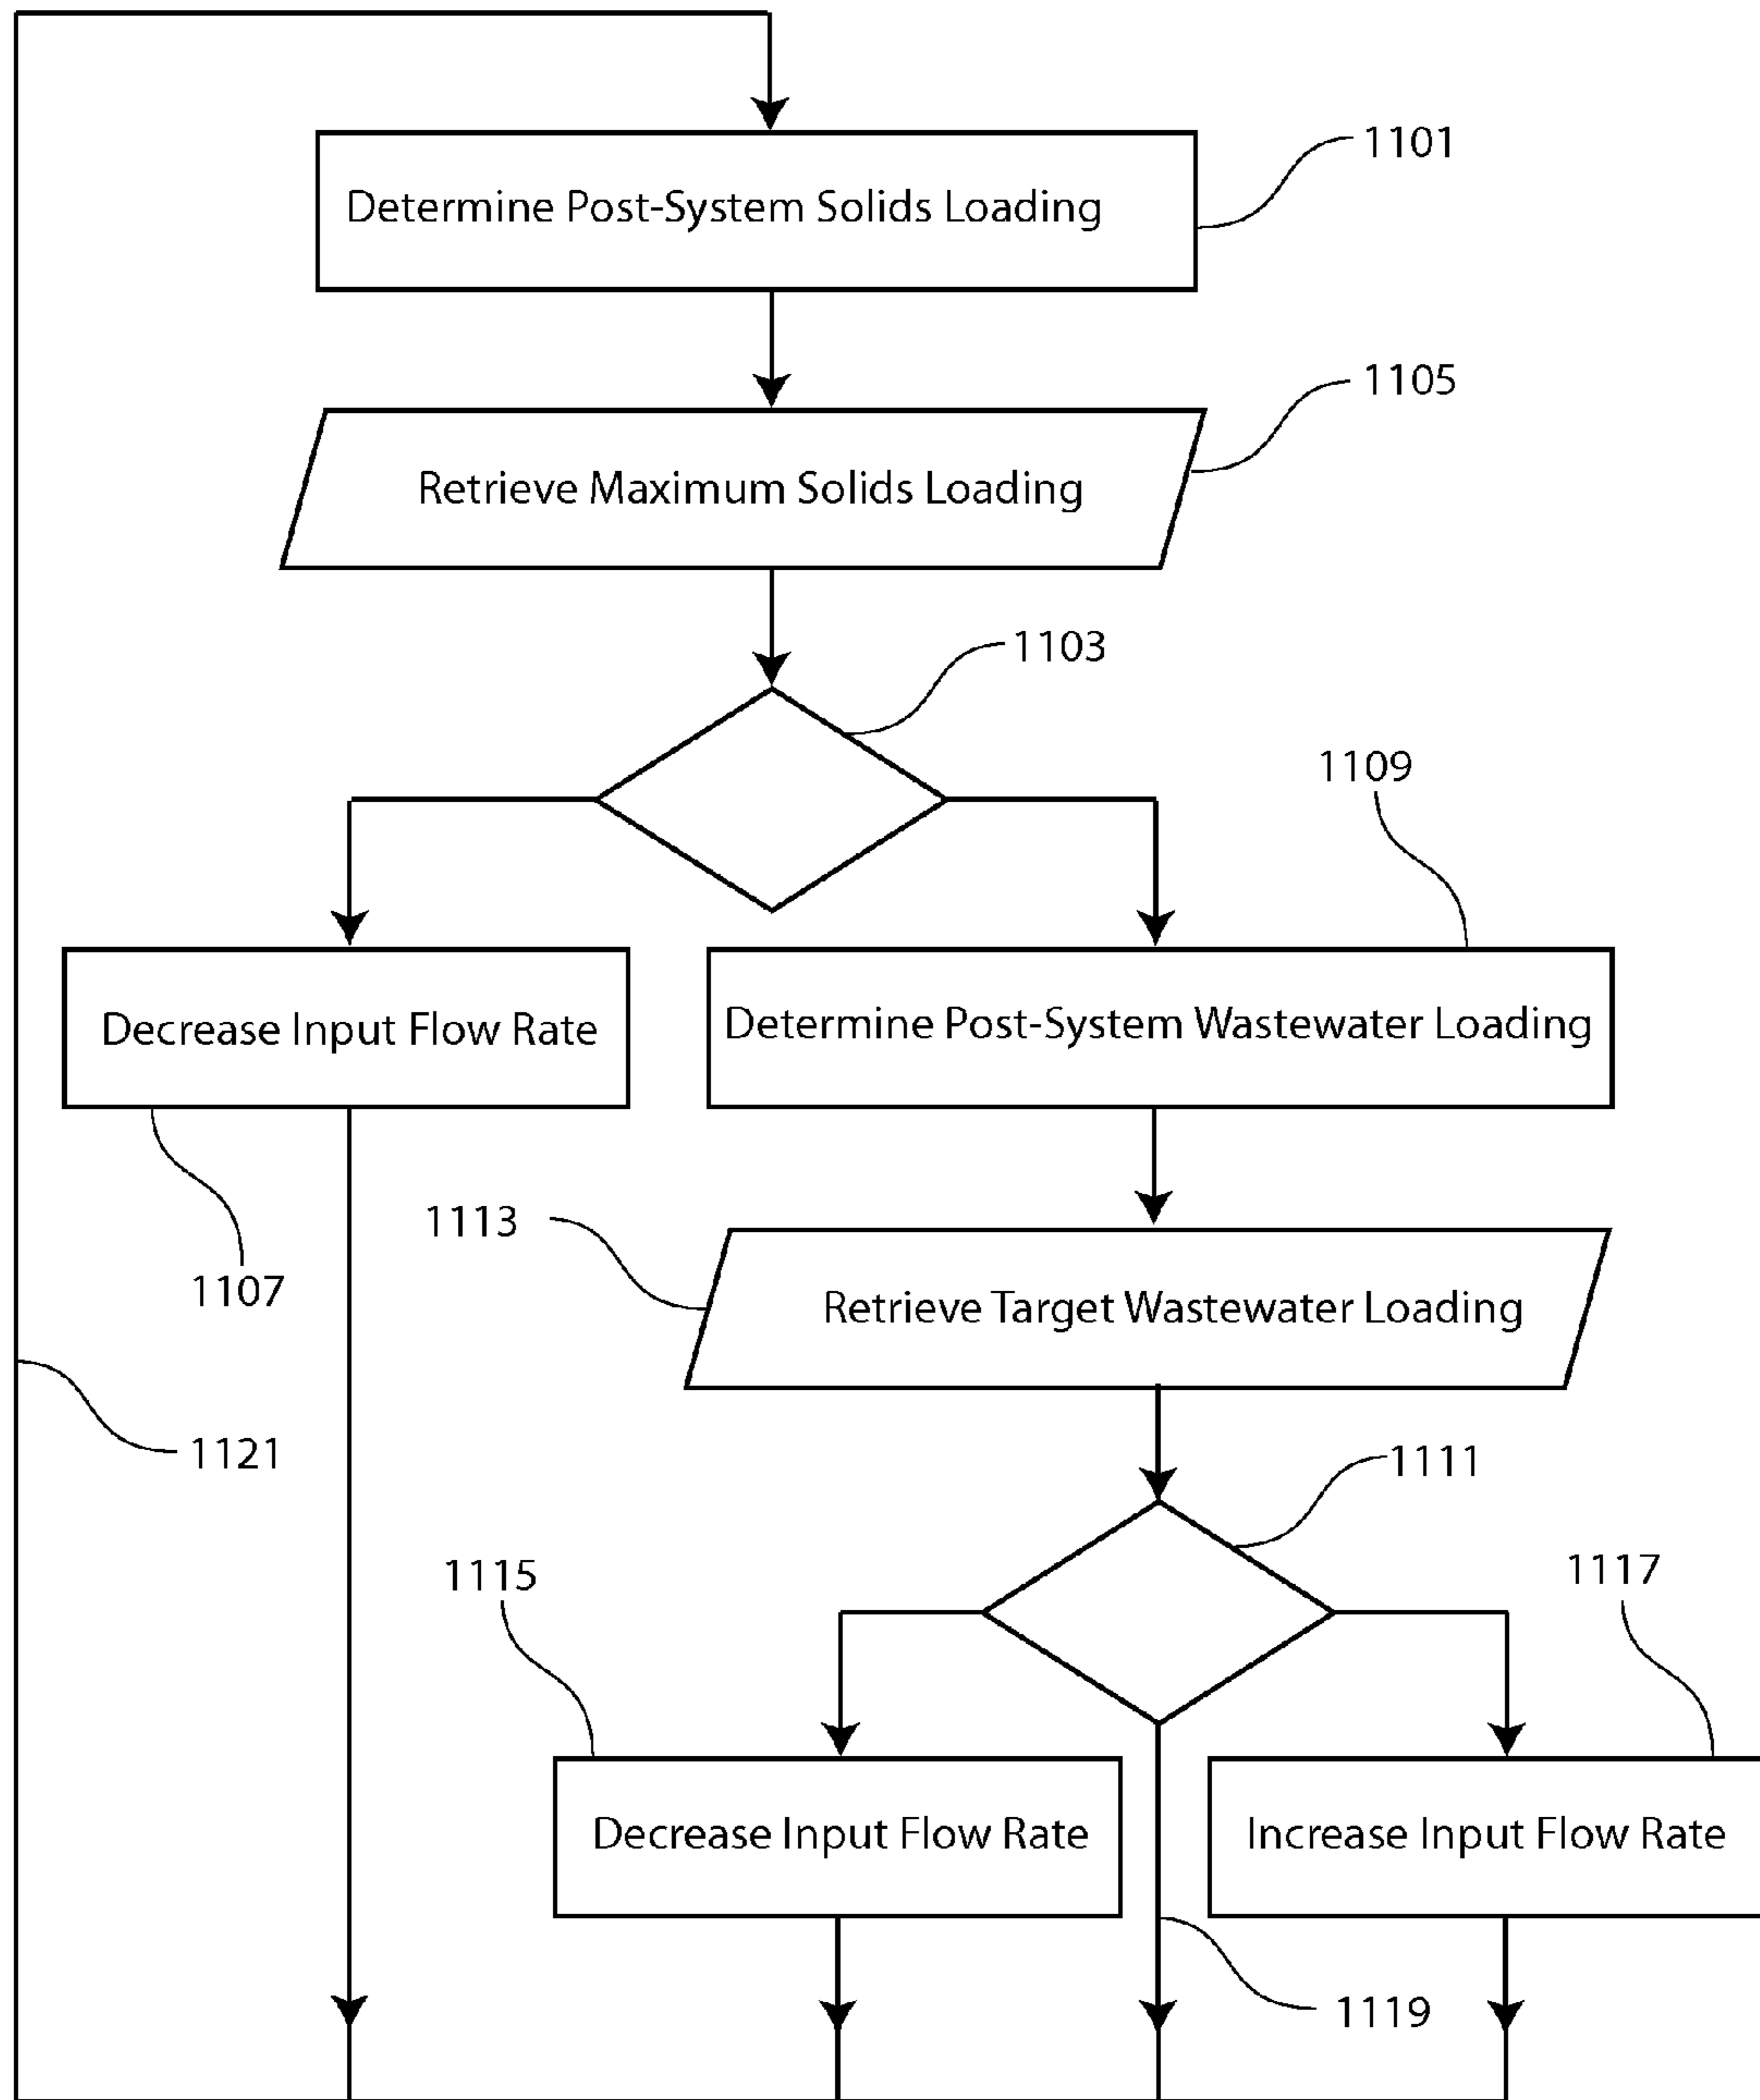 1101
Determine Post-System Solids Loading
1105
Retrieve Maximum Solids Loading
1103
1109
Decrease Input Flow Rate
Determine Post-System Wastewater Loading
1113
1107
Retrieve Target Wastewater Loading
1121
1111
1115
1117
Decrease Input Flow Rate
Increase Input Flow Rate
1119